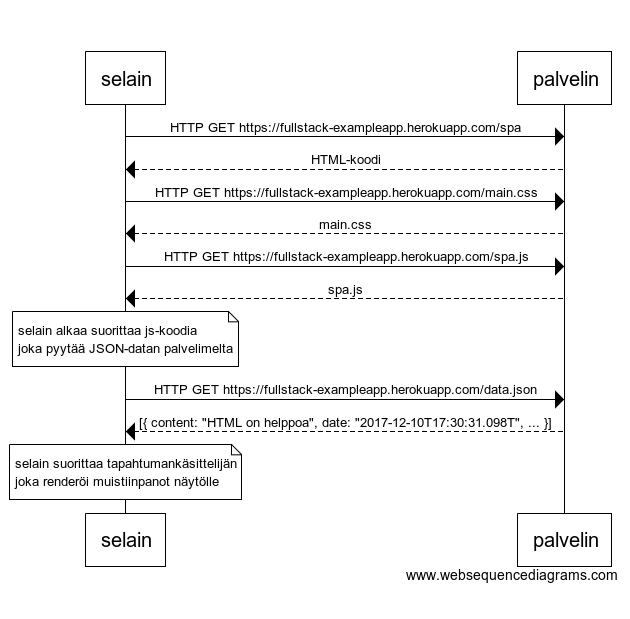 selain palvelin
HTTP GET https://fullstack-exampleapp.herokuapp.com/spa
HTML-koodi
HTTP GET https://fullstack-exampleapp.herokuapp.com/main.css
main.css
HTTP GET https://fullstack-exampleapp.herokuapp.com/spa.js
spa.js
selain alkaa suorittaa js-koodia
joka pyytää JSON-datan palvelimelta
HTTP GET https://fullstack-exampleapp.herokuapp.com/data.json
[{ content: "HTML on helppoa", date: "2017-12-10T17:30:31.098T", ... }]
selain suorittaa tapahtumankäsittelijän
joka renderöi muistiinpanot näytölle
selain palvelin
www.websequencediagrams.com